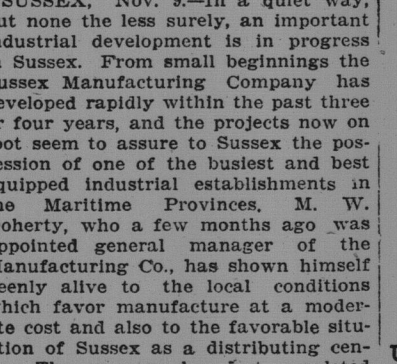 SUSSEX, Nov. 9.—In a quiet way,
ut none the less surely, an important
ndustrial development is in progress
Sussex. From small beginnings the
ussex Manufacturing Company has
eveloped rapidly within the past three
r four years, and the projects now on
oot seem to assure to Sussex the pos-
ession of one of the busiest and best
quipped industrial establishments in
he Maritime Provinces. M. W.
oherty, who a few months ago was
ppointed general manager of the
anufacturing Co., has shown himself
eenly alive to the local conditions
hich favor manufacture at a moder-
te cost and also to the favorable situ-
tion of Sussex as a distributing cen-